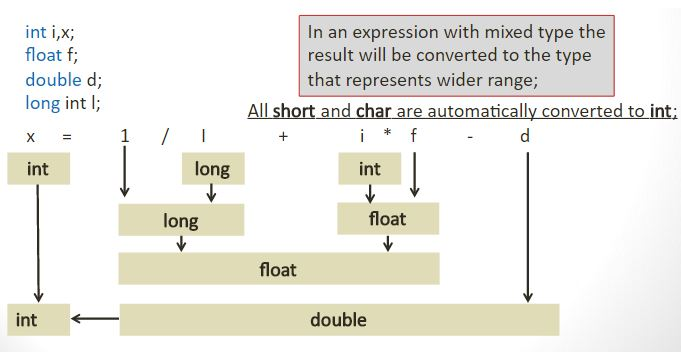 int i,x;
float f;
double d;
long int l;
In an expression with mixed type the
result will be converted to the type
that represents wider range;
All short and char are automatically converted to int;
x = 1 / l + i * f - d
int long int
long float
float
int double